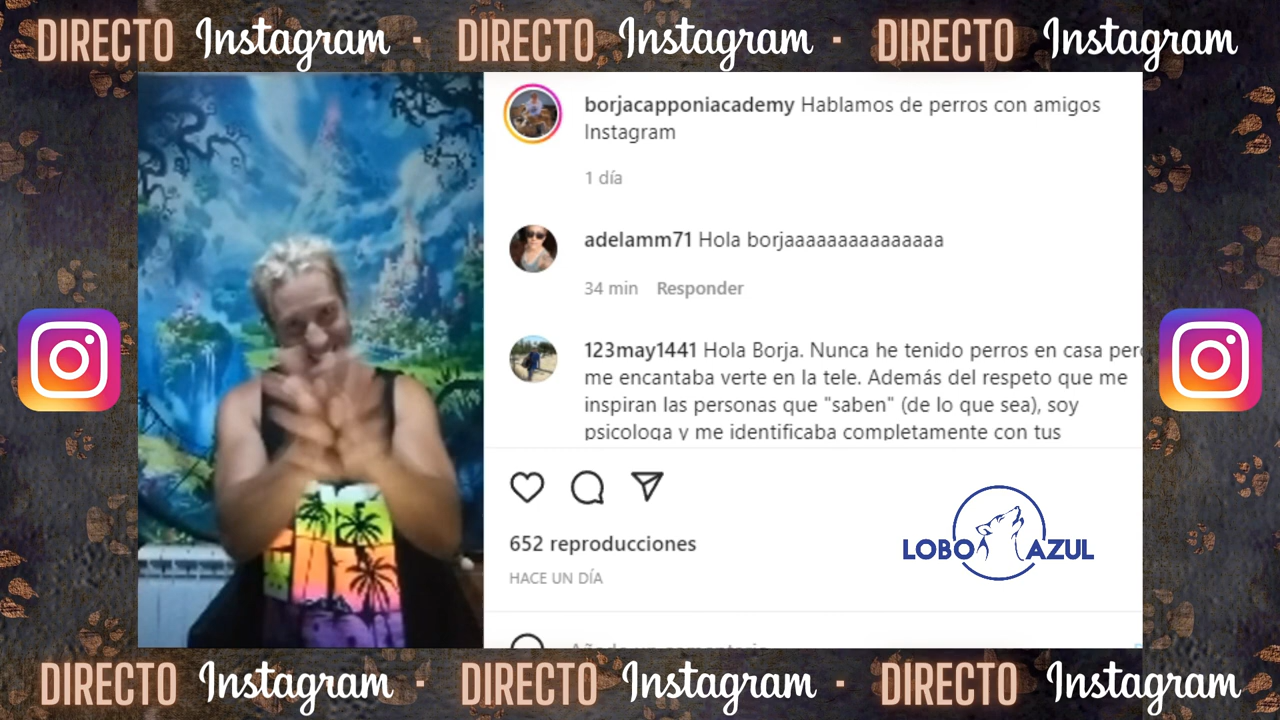 DIRECTO Instagram · DIRECTO Instagram · DIRECTO Instagram
borjacapponiacademy Hablamos de perros con amigos
Instagram
1 día
adelamm71 Hola borjaaaaaaaaaaaaaaa
34 min Responder
123may1441 Hola Borja. Nunca he tenido perros en casa
me encantaba verte en la tele. Además del respeto que me
inspiran las personas que "saben" (de lo que sea), soy
psicologa y me identificaba completamente con tus
652 reproducciones
HACE UN DÍA
LOBO AZUL
DIRECTO Instagram · DIRECTO Instagram · DIRECTO Instagram